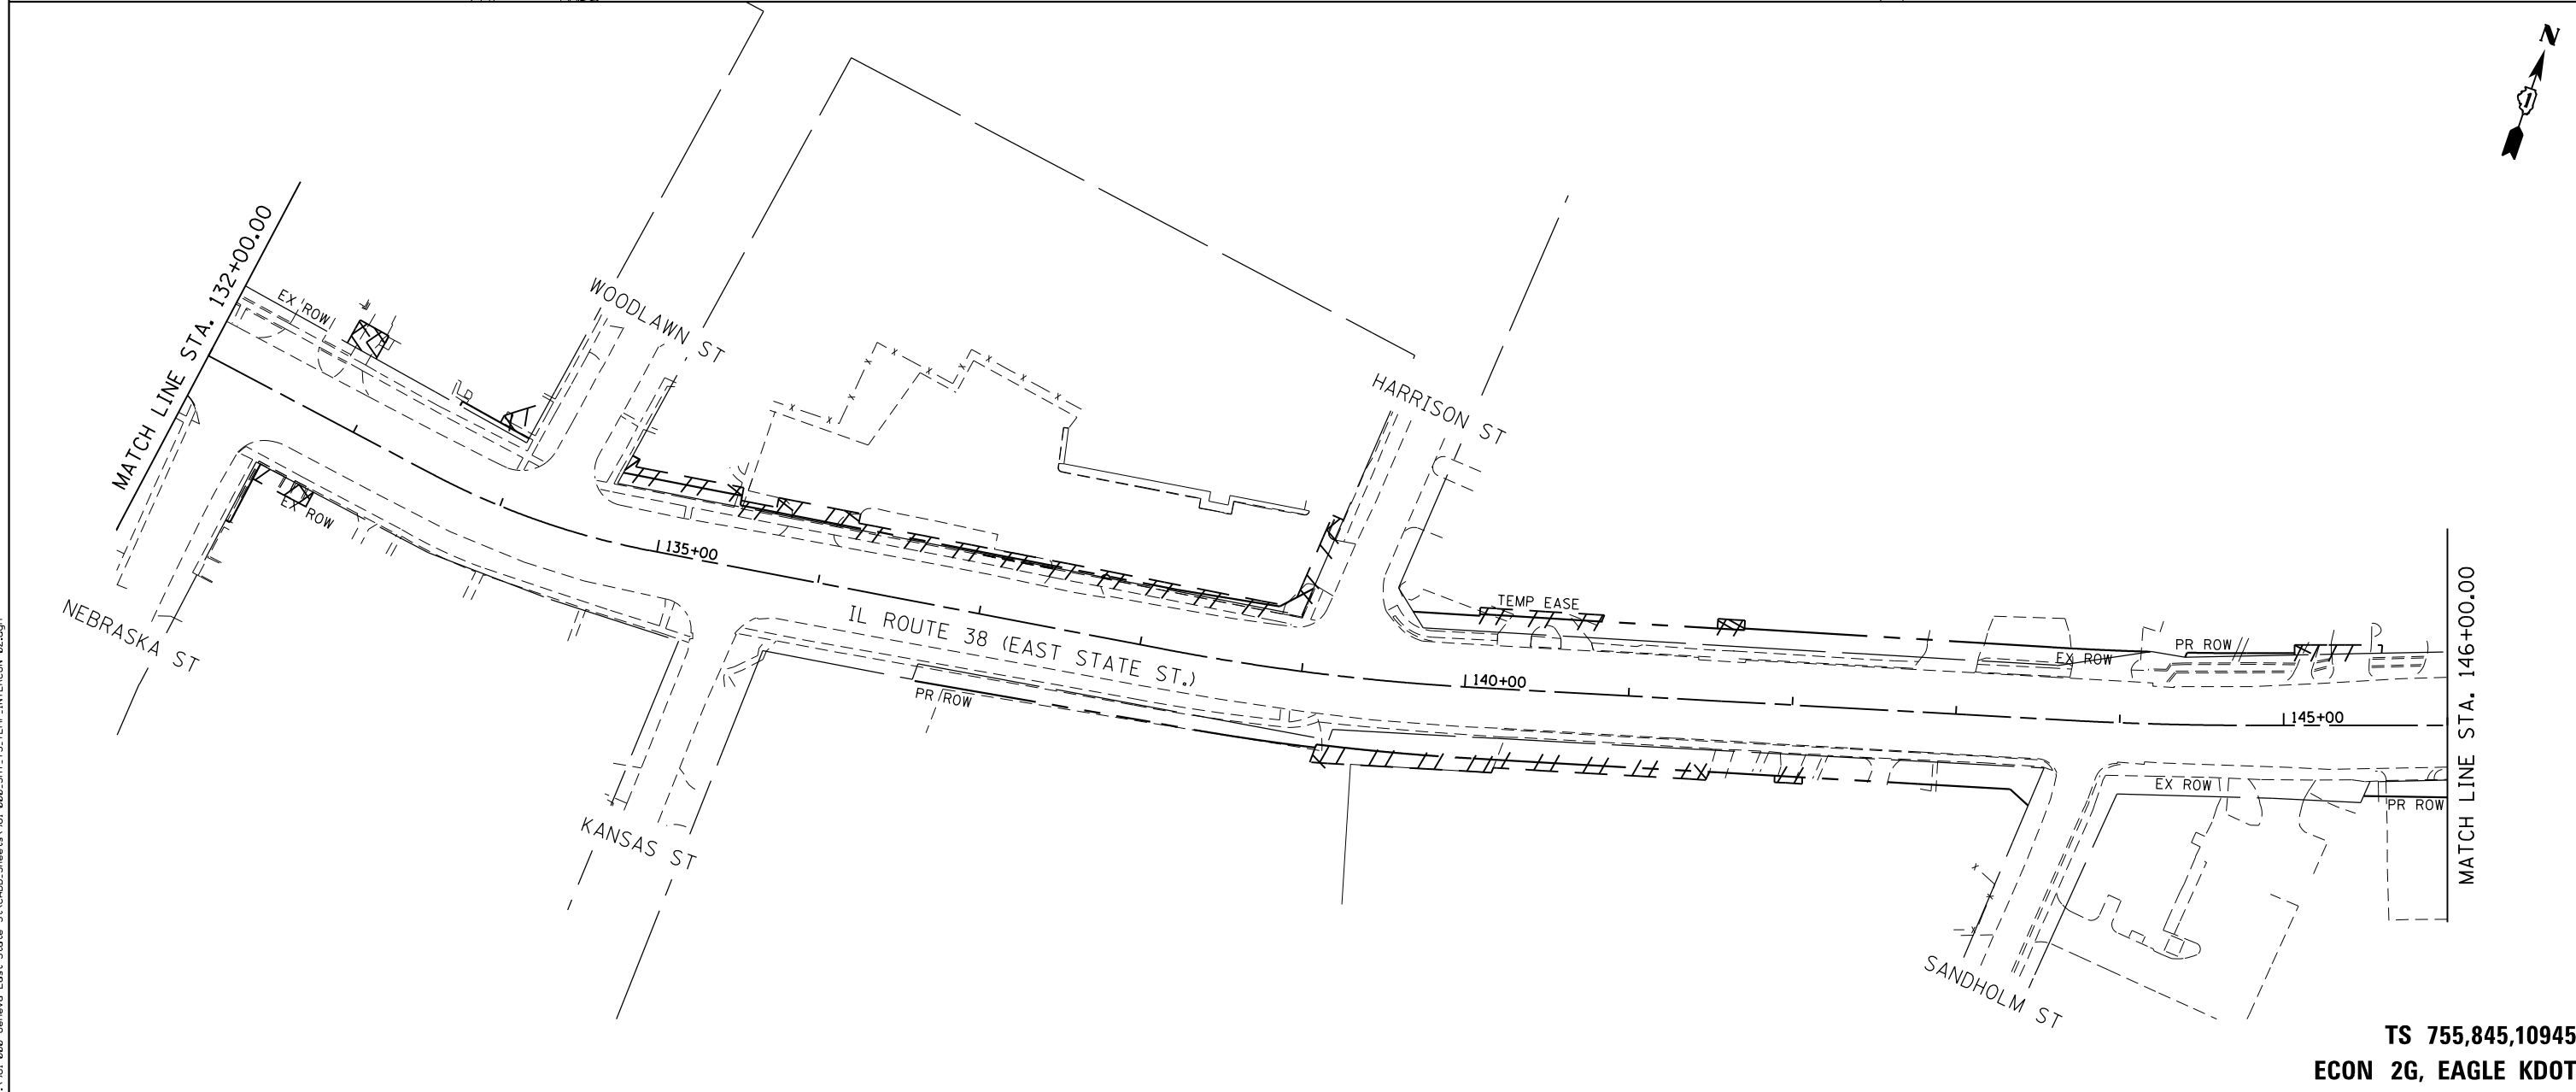 N
MATCH LINE STA. 132+00.00
EX ROW
WOODLAWN ST
HARRISON ST
EX ROW
135+00
TEMP EASE
NEBRASKA ST
IL ROUTE 38 (EAST STATE ST.)
PR ROW
EX ROW
PR ROW
140+00
145+00
MATCH LINE STA. 146+00.00
EX ROW
PR ROW
KANSAS ST
SANDHOLM ST
TS 755,845,10945
ECON 2G, EAGLE KDOT